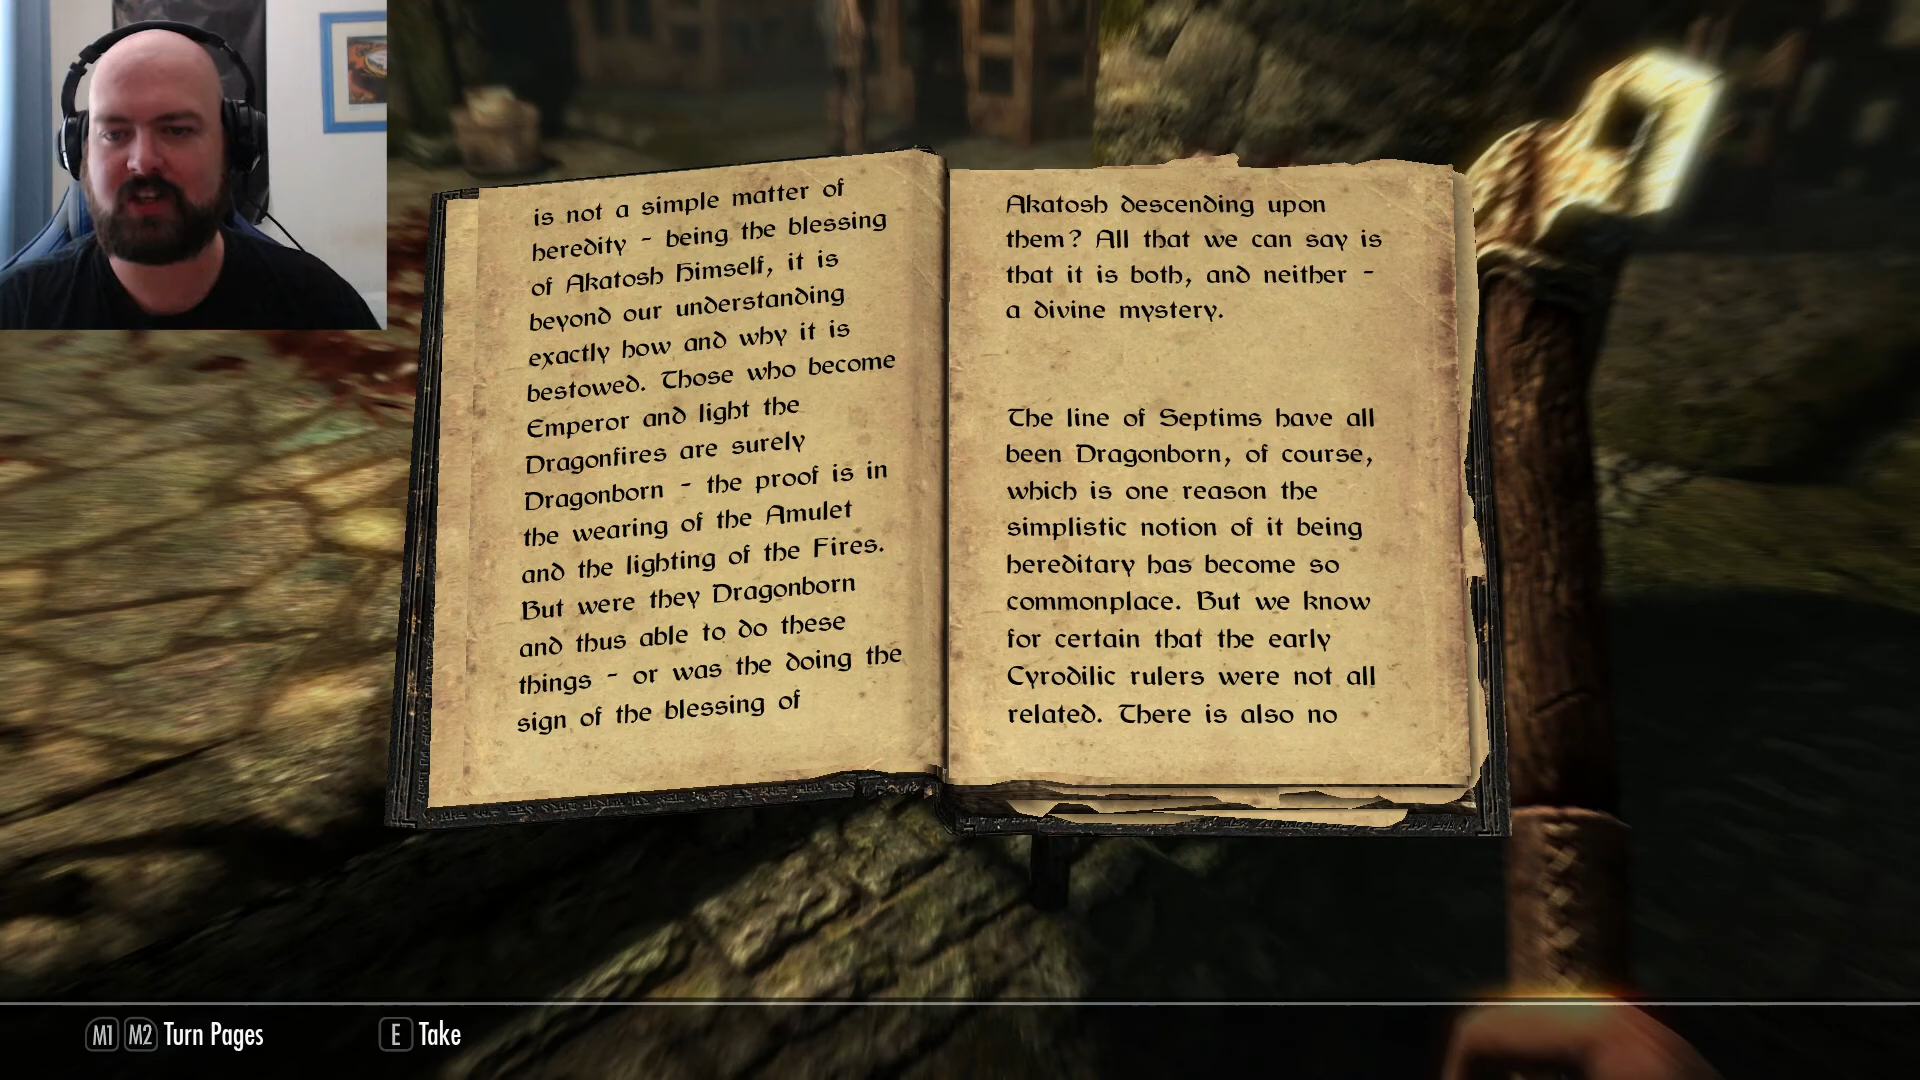 is not a simple matter of
heredity - being the blessing
of Akatosh Himself, it is
beyond our understanding
exactly how and why it is
bestowed. Those who become
Emperor and light the
Dragonfires are surely
Dragonborn - the proof is in
the wearing of the Amulet
and the lighting of the Fires.
But were they Dragonborn
and thus able to do these
things - or was the doing the
sign of the blessing of
Akatosh descending upon
them? All that we can say is
that it is both, and neither -
a divine mystery.
The line of Septims have all
been Dragonborn, of course,
which is one reason the
simplistic notion of it being
hereditary has become so
commonplace. But we know
for certain that the early
Cyrodilic rulers were not all
related. There is also no
M1 M2 Turn Pages
E Take